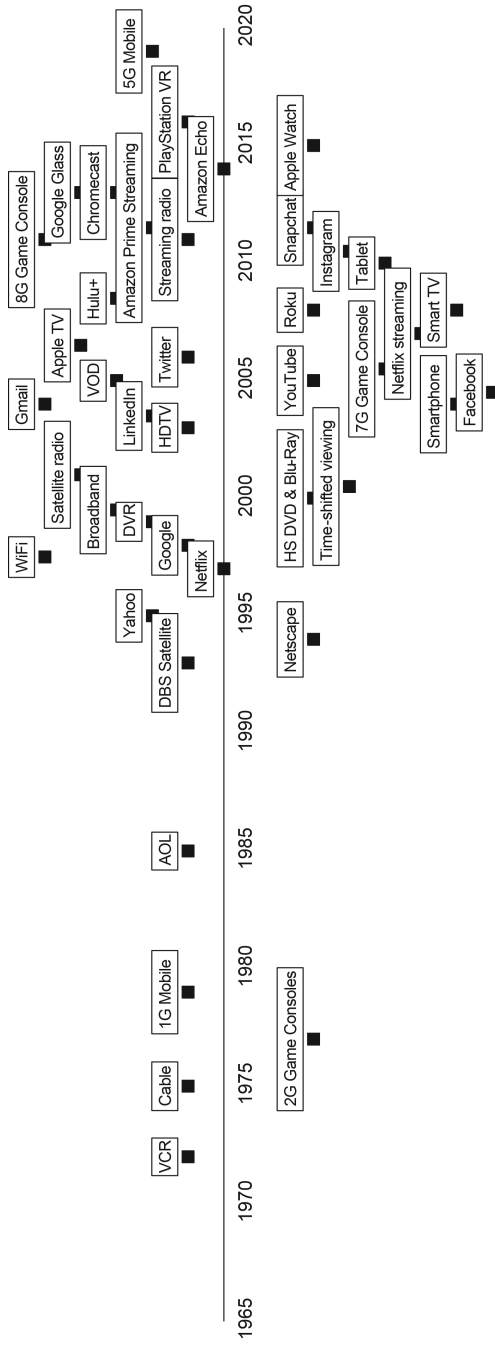 8G Game Console
WiFi
Gmail
Google Glass
Satellite radio
Apple TV
Chromecast
Broadband
VOD
Hulu+
Amazon Prime Streaming
5G Mobile
Yahoo
DVR
LinkedIn
Streaming radio
PlayStation VR
VCR
Cable
1G Mobile
AOL
DBS Satellite
Google
HDTV
Twitter
Netflix
Amazon Echo
1965
1970
1975
1980
1985
1990
1995
2000
2005
2010
2015
2020
2G Game Consoles
Netscape
HS DVD & Blu-Ray
YouTube
Roku
Snapchat
Apple Watch
Time-shifted viewing
Instagram
7G Game Console
Tablet
Netflix streaming
Smartphone
Smart TV
Facebook